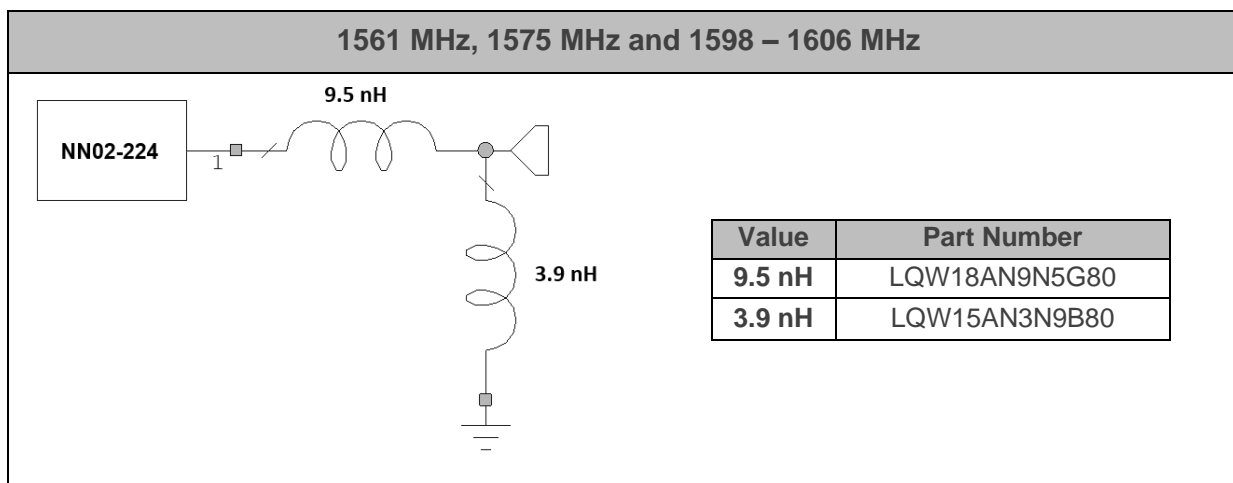 1561 MHz, 1575 MHz and 1598 – 1606 MHz
9.5 nH
NN02-224
1
3.9 nH
Value Part Number
9.5 nH LQW18AN9N5G80
3.9 nH LQW15AN3N9B80